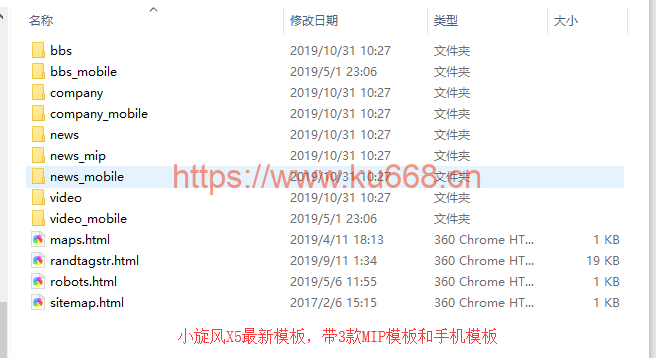 名称 修改日期 类型 大小
bbs 2019/10/31 10:27 文件夹
bbs_mobile 2019/5/1 23:06 文件夹
company 2019/10/31 10:27 文件夹
company_mobile 2019/10/31 10:27 文件夹
news 2019/10/31 10:27 文件夹
news_mip 2019/10/31 10:27 文件夹
news_mobile 2019/10/31 10:27 文件夹
https://www.ku668.cn
video 2019/10/31 10:27 文件夹
video_mobile 2019/5/1 23:06 文件夹
maps.html 2019/4/11 18:13 360 Chrome HT... 1 KB
randtagstr.html 2019/9/11 1:34 360 Chrome HT... 19 KB
robots.html 2019/5/6 11:55 360 Chrome HT... 1 KB
sitemap.html 2017/2/6 15:15 360 Chrome HT... 1 KB
小旋风X5最新模板，带3款MIP模板和手机模板